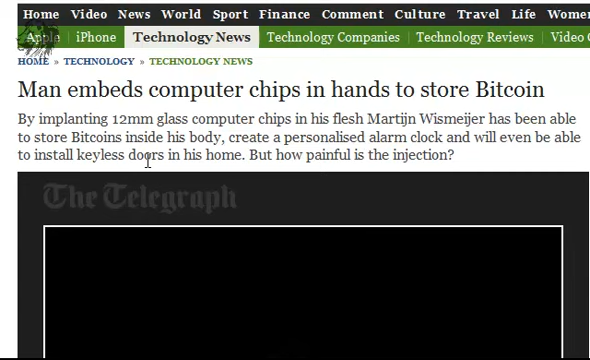 Home Video News World Sport Finance Comment Culture Travel Life Women
Apple iPhone Technology News Technology Companies Technology Reviews Video
HOME » TECHNOLOGY » TECHNOLOGY NEWS
Man embeds computer chips in hands to store Bitcoin
By implanting 12mm glass computer chips in his flesh Martijn Wismeijer has been able
to store Bitcoins inside his body, create a personalised alarm clock and will even be able
to install keyless doors in his home. But how painful is the injection?
The Telegraph